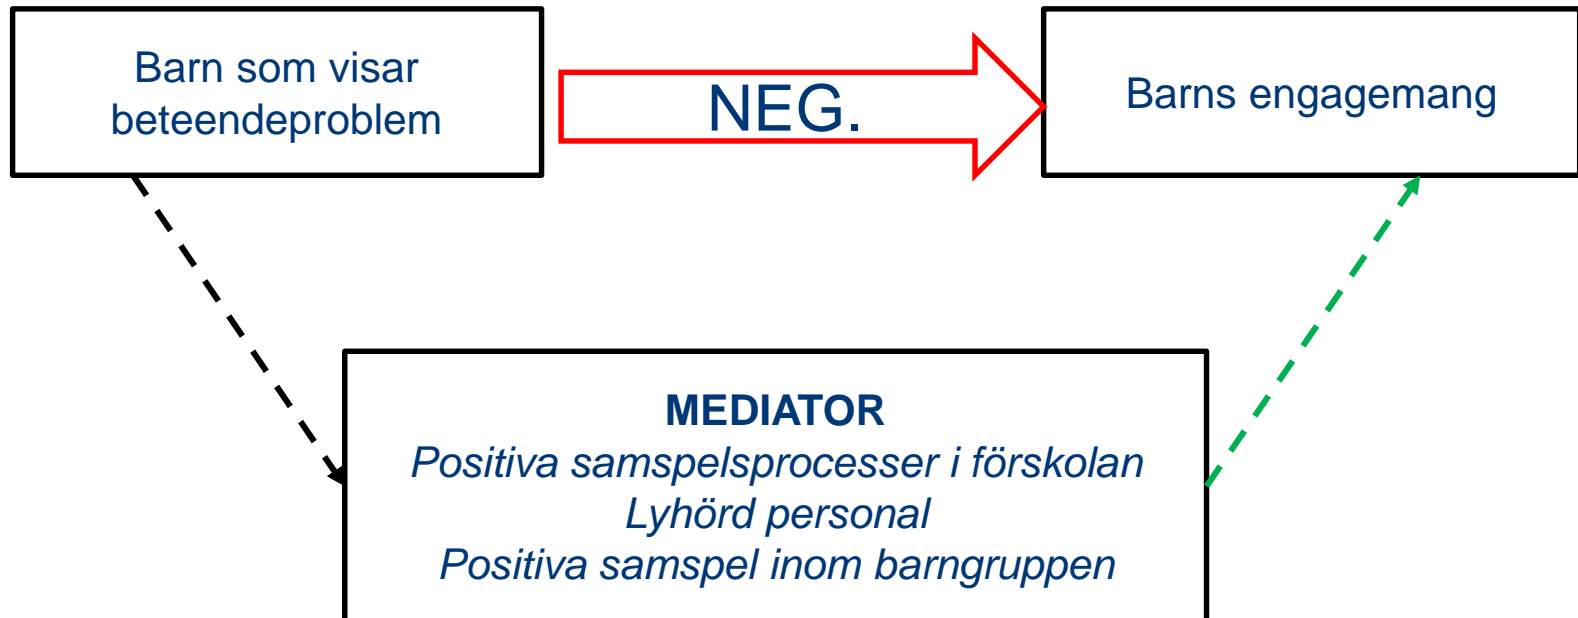 Barn som visar
beteendeproblem
NEG.
Barns engagemang
MEDIATOR
Positiva samspelsprocesser i förskolan
Lyhörd personal
Positiva samspel inom barngruppen